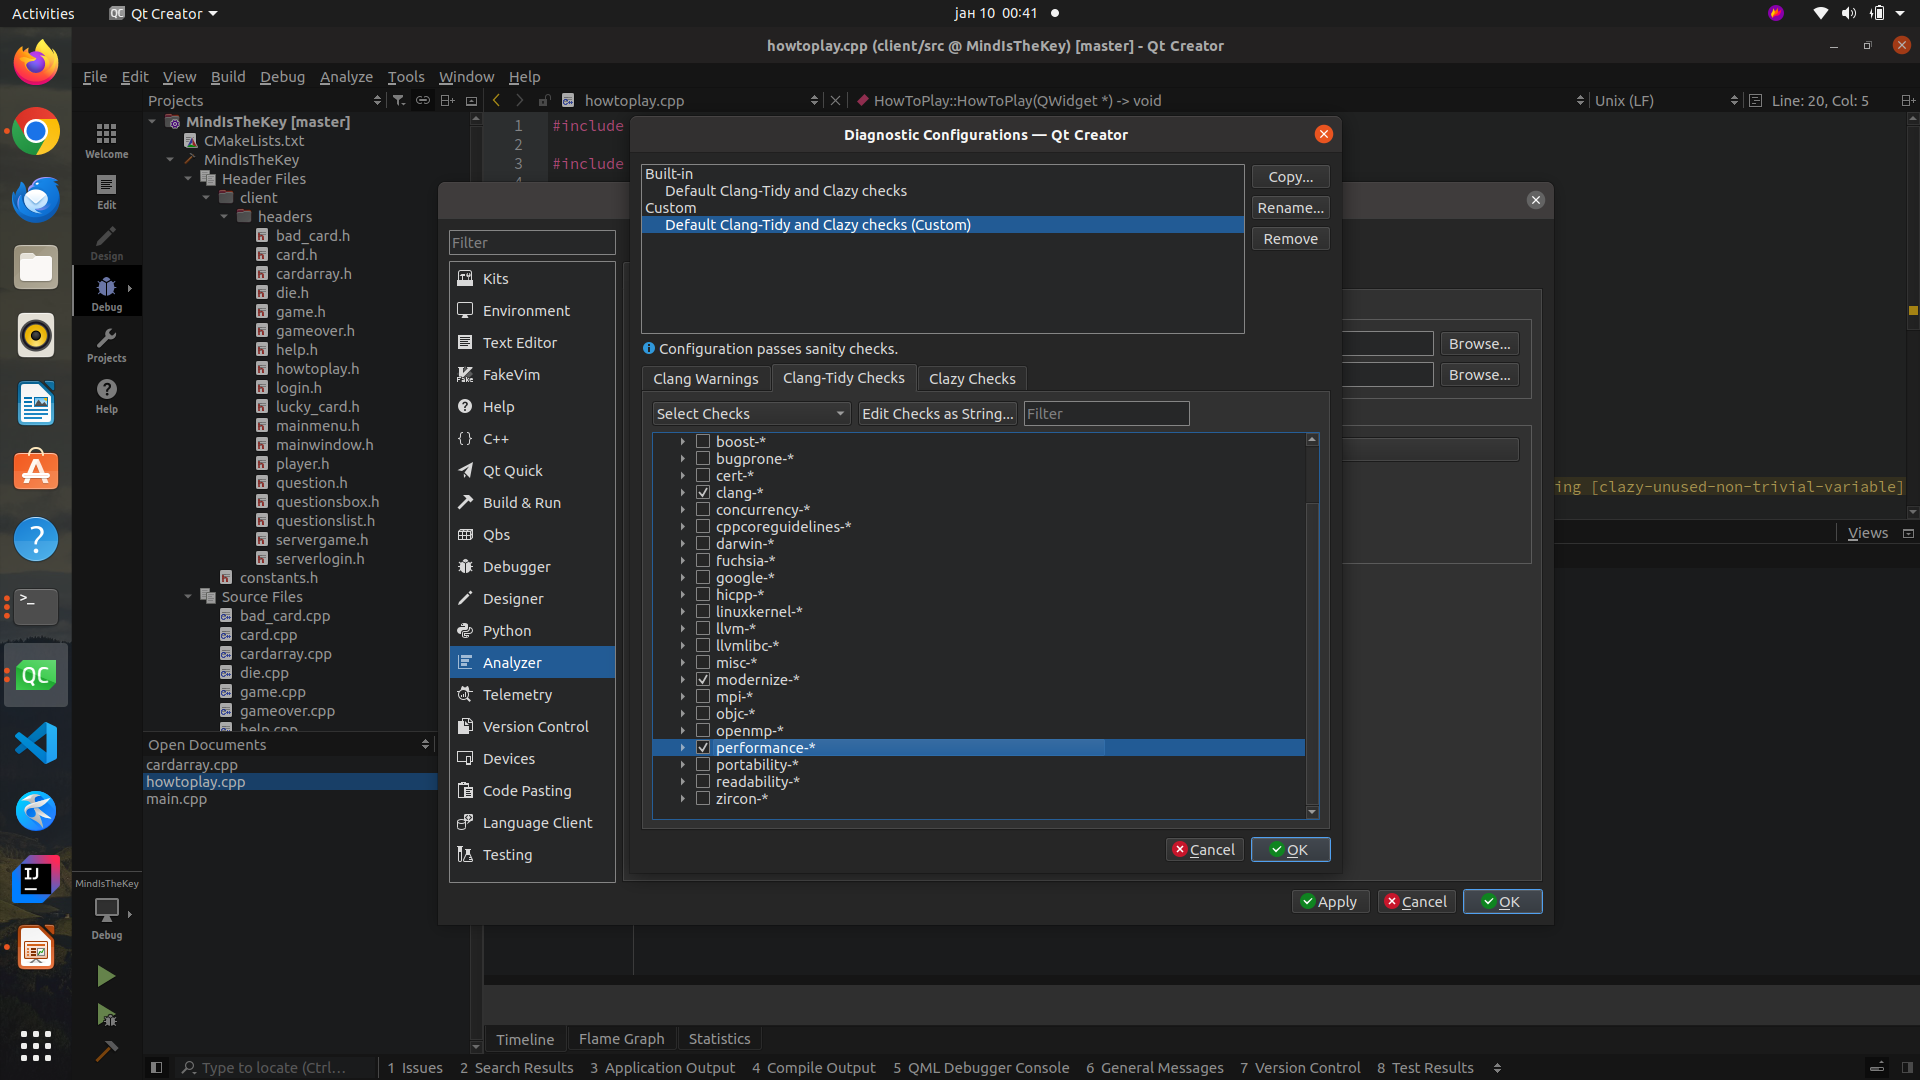 Activities
Qt Creator
јан 10 00:41
howtoplay.cpp (client/src @ MindIsTheKey) [master] - Qt Creator
File Edit View Build Debug Analyze Tools Window Help
Projects
howtoplay.cpp
HowToPlay::HowToPlay(QWidget *) -> void
Unix (LF)
Line: 20, Col: 5
Welcome
Edit
Design
Debug
Projects
Help
MindIsTheKey [master]
CMakeLists.txt
MindIsTheKey
Header Files
client
headers
bad_card.h
card.h
cardarray.h
die.h
game.h
gameover.h
help.h
howtoplay.h
login.h
lucky_card.h
mainmenu.h
mainwindow.h
player.h
question.h
questionsbox.h
questionslist.h
servergame.h
serverlogin.h
constants.h
Source Files
bad_card.cpp
card.cpp
cardarray.cpp
die.cpp
game.cpp
gameover.cpp
help.cpp
Open Documents
cardarray.cpp
howtoplay.cpp
main.cpp
MindIsTheKey
Debug
1 #include
2
3 #include
Filter
Kits
Environment
Text Editor
FakeVim
Help
C++
Qt Quick
Build & Run
Qbs
Debugger
Designer
Python
Analyzer
Telemetry
Version Control
Devices
Code Pasting
Language Client
Testing
Diagnostic Configurations — Qt Creator
Built-in
Default Clang-Tidy and Clazy checks
Custom
Default Clang-Tidy and Clazy checks (Custom)
Copy...
Rename...
Remove
Configuration passes sanity checks.
Clang Warnings
Clang-Tidy Checks
Clazy Checks
Select Checks
Edit Checks as String...
Filter
boost-*
bugprone-*
cert-*
clang-*
concurrency-*
cppcoreguidelines-*
darwin-*
fuchsia-*
google-*
hicpp-*
linuxkernel-*
llvm-*
llvmlibc-*
misc-*
modernize-*
mpi-*
objc-*
openmp-*
performance-*
portability-*
readability-*
zircon-*
Cancel
OK
Browse...
Browse...
ing [clazy-unused-non-trivial-variable]
Views
Apply
Cancel
OK
Timeline
Flame Graph
Statistics
Type to locate (Ctrl...
1 Issues
2 Search Results
3 Application Output
4 Compile Output
5 QML Debugger Console
6 General Messages
7 Version Control
8 Test Results